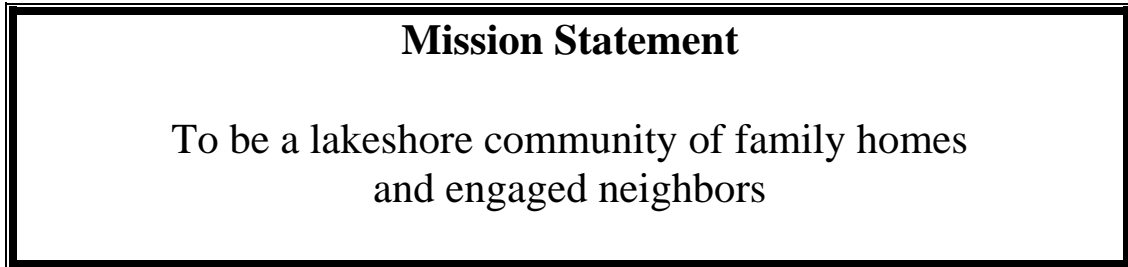 Mission Statement
To be a lakeshore community of family homes
and engaged neighbors